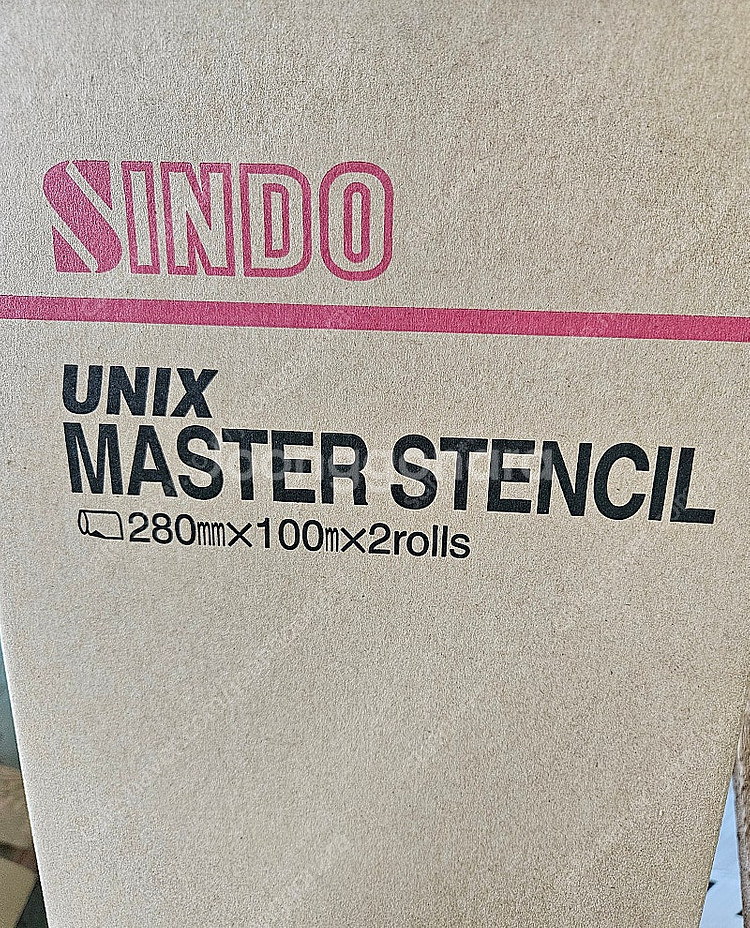 SINDO
UNIX
MASTER STENCIL
280㎜×100m×2rolls